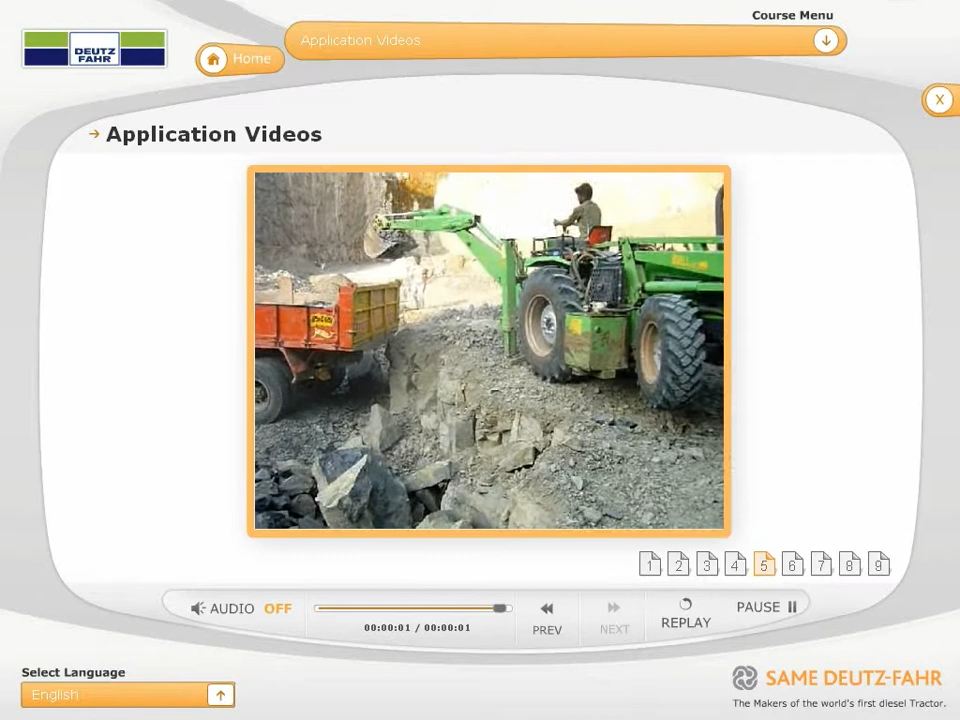 Course Menu
DEUTZ
FAHR
Home
Application Videos
X
Application Videos
1 2 3 4 5 6 7 8 9
AUDIO OFF
00:00:01 / 00:00:01
PREV
NEXT
REPLAY
PAUSE
Select Language
English
SAME DEUTZ-FAHR
The Makers of the world's first diesel Tractor.